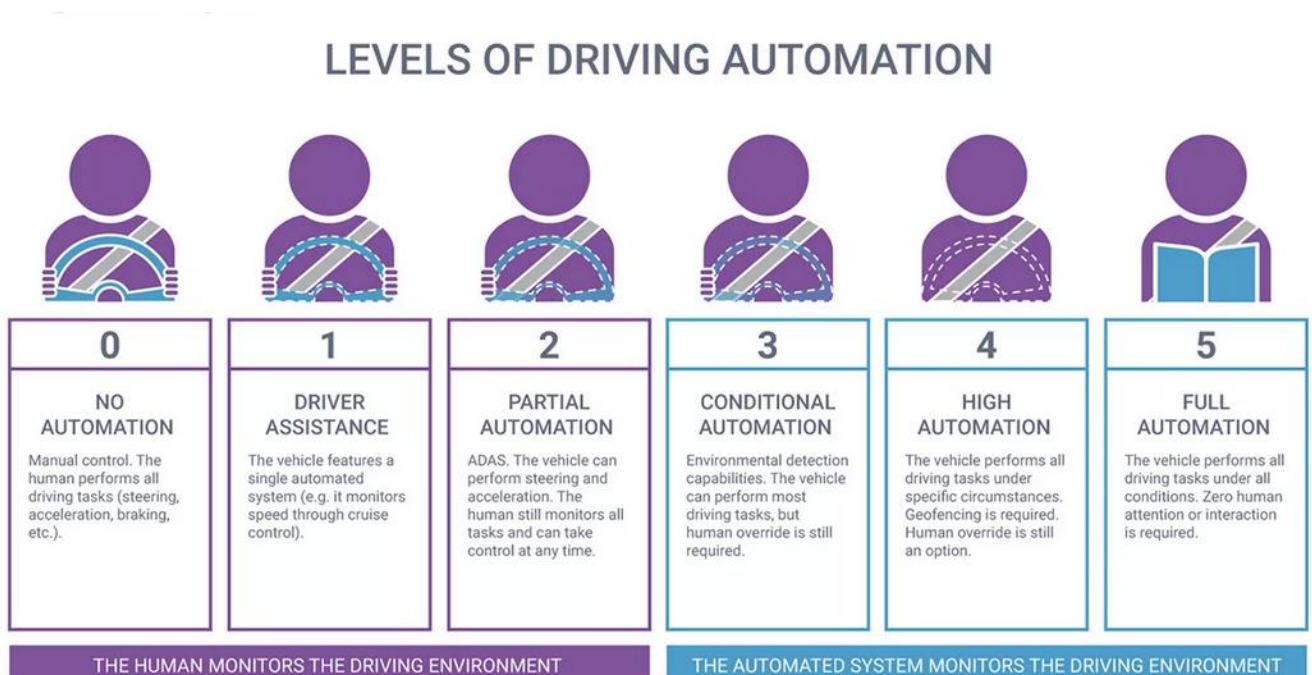 LEVELS OF DRIVING AUTOMATION
0
NO
AUTOMATION
Manual control. The
human performs all
driving tasks (steering,
acceleration, braking,
etc.).
1
DRIVER
ASSISTANCE
The vehicle features a
single automated
system (e.g. it monitors
speed through cruise
control).
2
PARTIAL
AUTOMATION
ADAS. The vehicle can
perform steering and
acceleration. The
human still monitors all
tasks and can take
control at any time.
3
CONDITIONAL
AUTOMATION
Environmental detection
capabilities. The vehicle
can perform most
driving tasks, but
human override is still
required.
4
HIGH
AUTOMATION
The vehicle performs all
driving tasks under
specific circumstances.
Geofencing is required.
Human override is still
an option.
5
FULL
AUTOMATION
The vehicle performs all
driving tasks under all
conditions. Zero human
attention or interaction
is required.
THE HUMAN MONITORS THE DRIVING ENVIRONMENT
THE AUTOMATED SYSTEM MONITORS THE DRIVING ENVIRONMENT